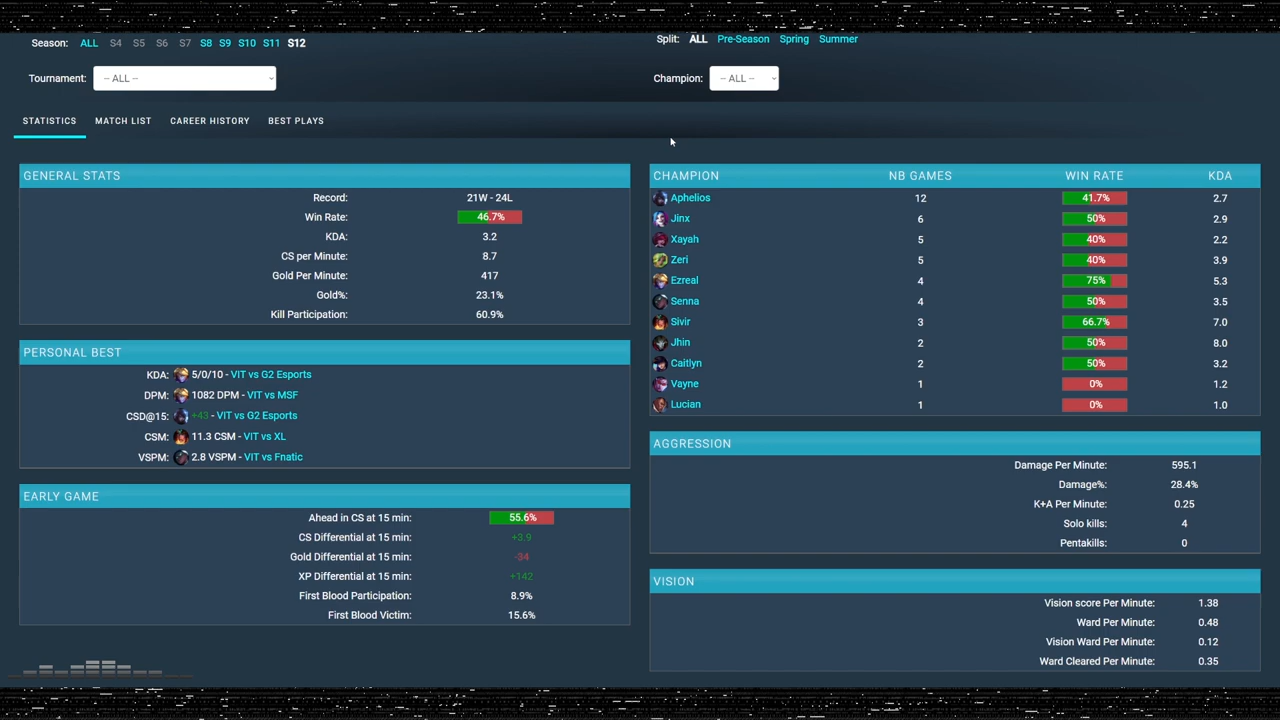 Season: ALL S4 S5 S6 S7 S8 S9 S10 S11 S12
Split: ALL Pre-Season Spring Summer
Tournament: -- ALL --
Champion: -- ALL --
STATISTICS MATCH LIST CAREER HISTORY BEST PLAYS
GENERAL STATS
Record: 21W - 24L
Win Rate: 46.7%
KDA: 3.2
CS per Minute: 8.7
Gold Per Minute: 417
Gold%: 23.1%
Kill Participation: 60.9%
PERSONAL BEST
KDA: 5/0/10 - VIT vs G2 Esports
DPM: 1082 DPM - VIT vs MSF
CSD@15: +43 - VIT vs G2 Esports
CSM: 11.3 CSM - VIT vs XL
VSPM: 2.8 VSPM - VIT vs Fnatic
EARLY GAME
Ahead in CS at 15 min: 55.6%
CS Differential at 15 min: +3.9
Gold Differential at 15 min: -34
XP Differential at 15 min: +142
First Blood Participation: 8.9%
First Blood Victim: 15.6%
CHAMPION NB GAMES WIN RATE KDA
Aphelios 12 41.7% 2.7
Jinx 6 50% 2.9
Xayah 5 40% 2.2
Zeri 5 40% 3.9
Ezreal 4 75% 5.3
Senna 4 50% 3.5
Sivir 3 66.7% 7.0
Jhin 2 50% 8.0
Caitlyn 2 50% 3.2
Vayne 1 0% 1.2
Lucian 1 0% 1.0
AGGRESSION
Damage Per Minute: 595.1
Damage%: 28.4%
K+A Per Minute: 0.25
Solo kills: 4
Pentakills: 0
VISION
Vision score Per Minute: 1.38
Ward Per Minute: 0.48
Vision Ward Per Minute: 0.12
Ward Cleared Per Minute: 0.35